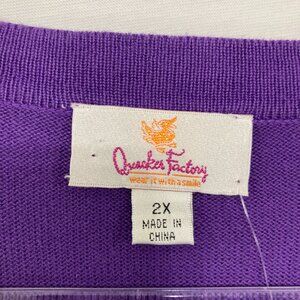 Quacker Factory
wear it with a smile
2X
MADE IN
CHINA